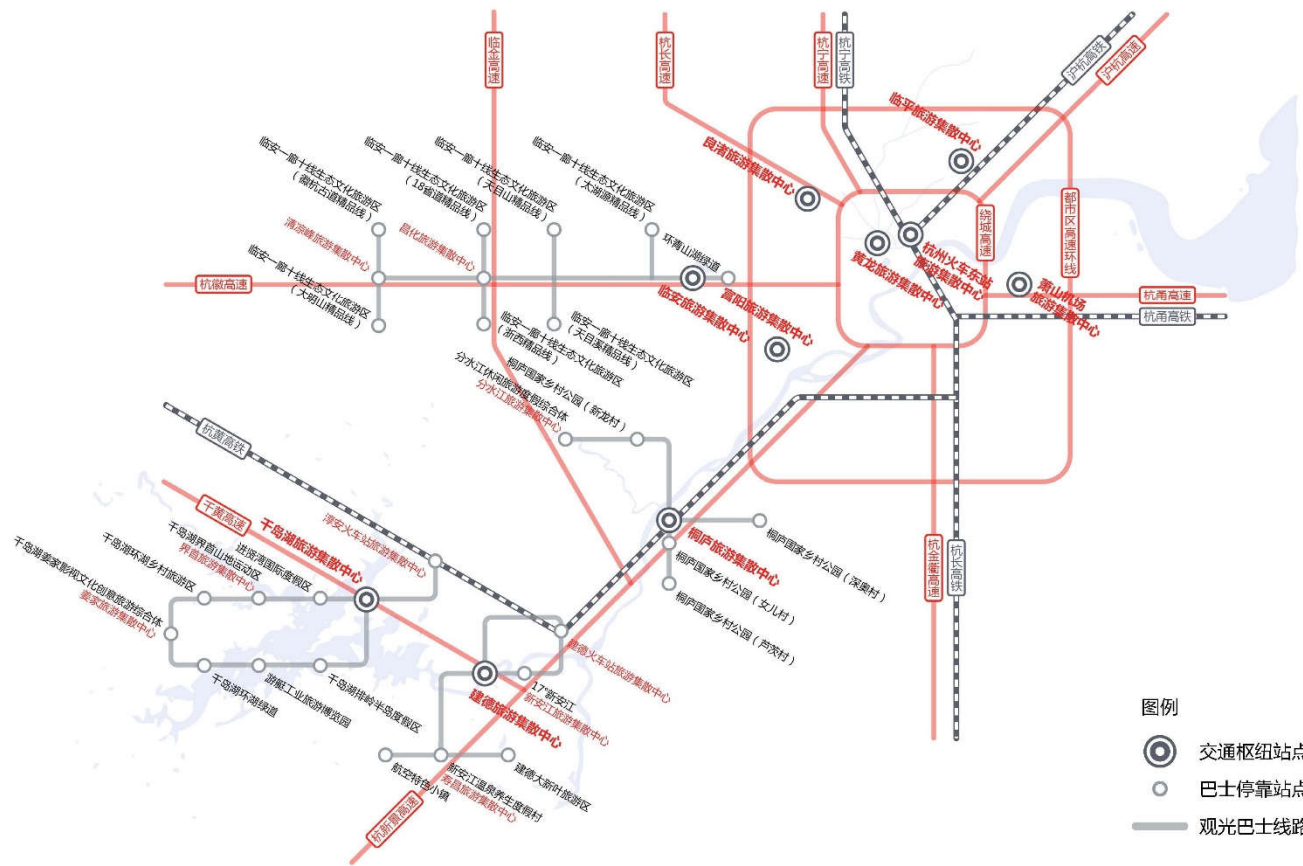 临金高速
杭长高速
杭宁高速
杭宁高铁
沪杭高铁
沪杭高速
临平旅游集散中心
良渚旅游集散中心
临安一廊十线生态文化旅游区
（徽杭古道精品线）
临安一廊十线生态文化旅游区
（18省道精品线）
临安一廊十线生态文化旅游区
（天目山精品线）
临安一廊十线生态文化旅游区
（太湖源精品线）
清凉峰旅游集散中心
昌化旅游集散中心
环青山湖绿道
绕城高速
都市区高速环线
杭州火车东站
旅游集散中心
黄龙旅游集散中心
萧山机场
旅游集散中心
杭徽高速
临安一廊十线生态文化旅游区
（大明山精品线）
临安旅游集散中心
富阳旅游集散中心
杭甬高速
杭甬高铁
临安一廊十线生态文化旅游区
（浙西精品线）
临安一廊十线生态文化旅游区
（天目溪精品线）
桐庐国家乡村公园（新龙村）
分水江休闲旅游度假综合体
分水江旅游集散中心
杭黄高铁
千黄高速
千岛湖旅游集散中心
淳安火车站旅游集散中心
进贤湾国际度假区
千岛湖界首山地运动区
界首旅游集散中心
千岛湖环湖乡村旅游区
千岛湖姜家影视文化创意旅游综合体
姜家旅游集散中心
桐庐旅游集散中心
桐庐国家乡村公园（深奥村）
桐庐国家乡村公园（女儿村）
桐庐国家乡村公园（芦茨村）
杭金衢高速
杭长高铁
建德火车站旅游集散中心
千岛湖环湖绿道
游艇工业旅游博览园
千岛湖排岭半岛度假区
17°新安江
新安江旅游集散中心
建德旅游集散中心
航空特色小镇
新安江温泉养生度假村
寿昌旅游集散中心
建德大新叶旅游区
杭新景高速
图例
交通枢纽站点
巴士停靠站点
观光巴士线路